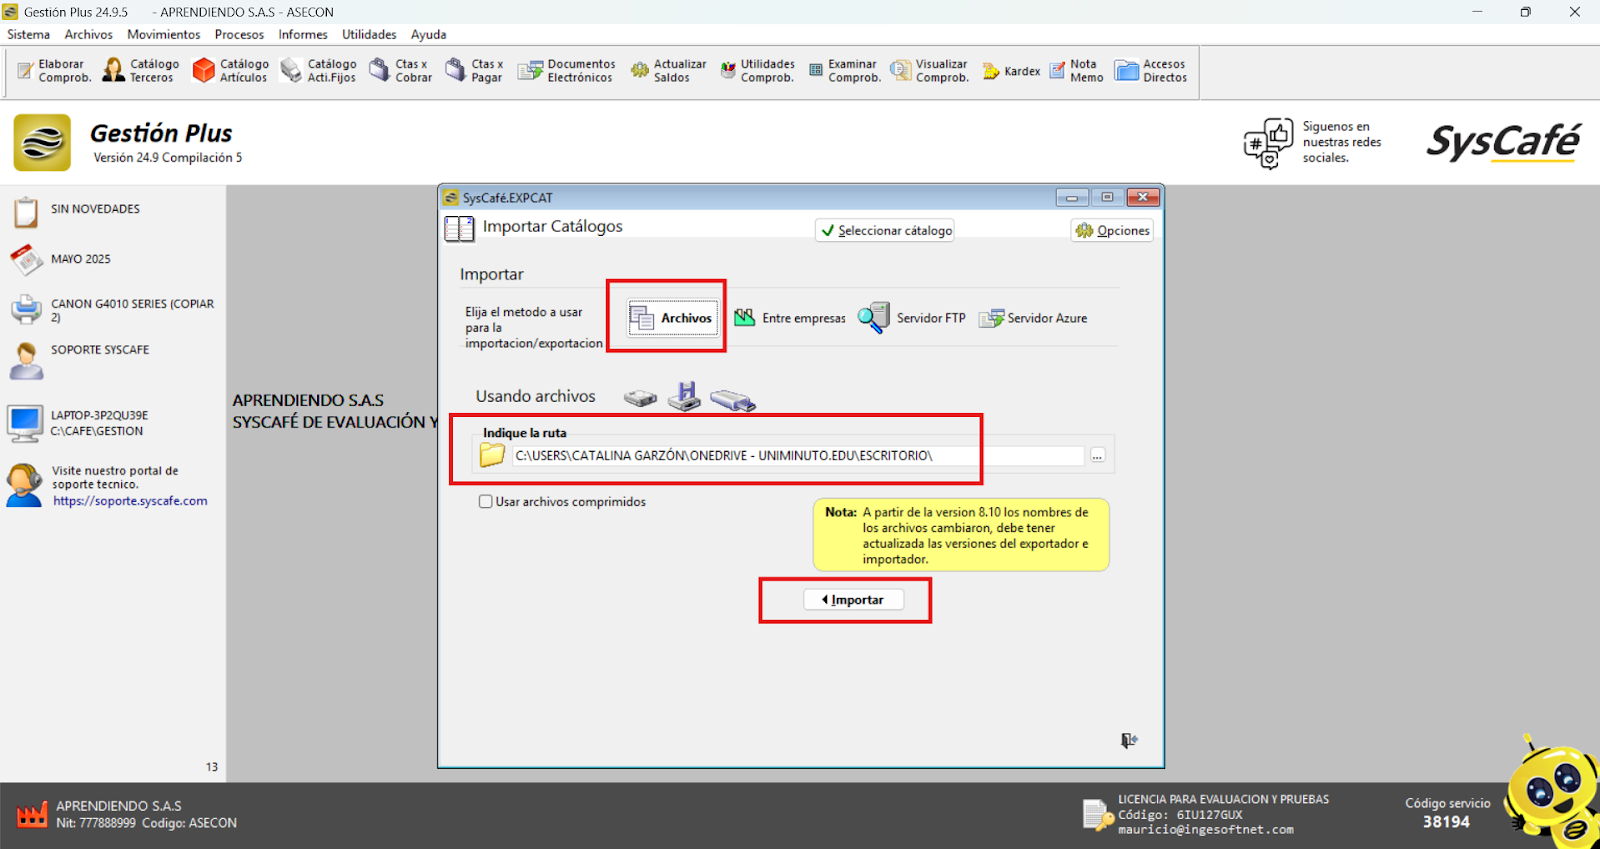 Gestión Plus 24.9.5 - APRENDIENDO S.A.S - ASECON
Sistema Archivos Movimientos Procesos Informes Utilidades Ayuda
Elaborar Comprob.
Catálogo Terceros
Catálogo Artículos
Catálogo Acti.Fijos
Ctas x Cobrar
Ctas x Pagar
Documentos Electrónicos
Actualizar Saldos
Utilidades Comprob.
Examinar Comprob.
Visualizar Comprob.
Kardex
Nota Memo
Accesos Directos
Gestión Plus
Versión 24.9 Compilación 5
Siguenos en
nuestras redes
sociales.
SysCafé
SIN NOVEDADES
MAYO 2025
CANON G4010 SERIES (COPIAR
2)
SOPORTE SYSCAFE
LAPTOP-3P2QU39E
C:\CAFE\GESTION
Visite nuestro portal de
soporte tecnico.
https://soporte.syscafe.com
13
APRENDIENDO S.A.S
SYSCAFÉ DE EVALUACIÓN Y
SysCafé.EXPCAT
Importar Catálogos
Seleccionar cátalogo
Opciones
Importar
Elija el metodo a usar
para la
importacion/exportacion
Archivos
Entre empresas
Servidor FTP
Servidor Azure
Usando archivos
Indique la ruta
C:\USERS\CATALINA GARZÓN\ONEDRIVE - UNIMINUTO.EDU\ESCRITORIO\
...
Usar archivos comprimidos
Nota: A partir de la version 8.10 los nombres de
los archivos cambiaron, debe tener
actualizada las versiones del exportador e
importador.
Importar
APRENDIENDO S.A.S
Nit: 777888999 Codigo: ASECON
LICENCIA PARA EVALUACION Y PRUEBAS
Código: 6IU127GUX
mauricio@ingesoftnet.com
Código servicio
38194